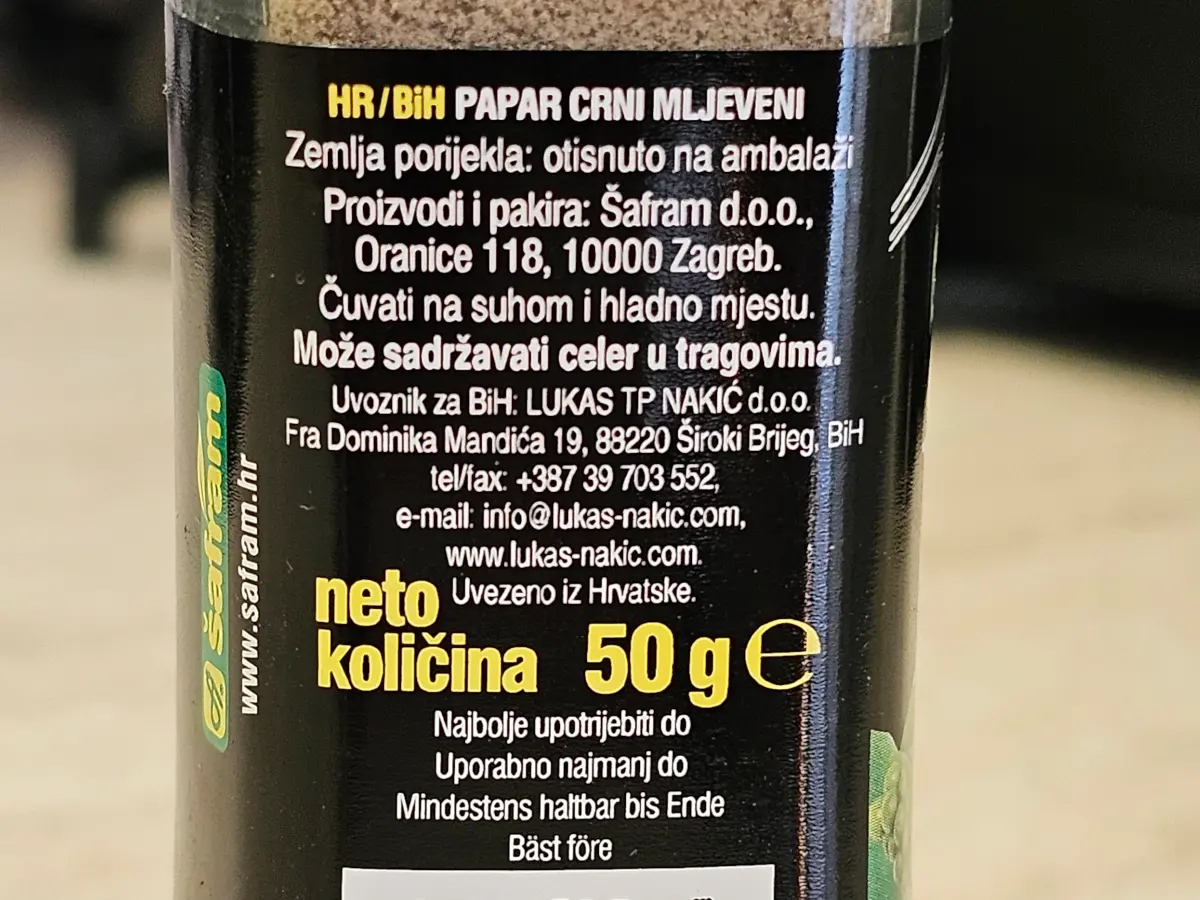 HR/BiH PAPAR CRNI MLJEVENI
Zemlja porijekla: otisnuto na ambalaži
Proizvodi i pakira: Šafram d.o.o.,
Oranice 118, 10000 Zagreb.
Čuvati na suhom i hladno mjestu.
Može sadržavati celer u tragovima.
Uvoznik za BiH: LUKAS TP NAKIĆ d.o.o.
Fra Dominika Mandića 19, 88220 Široki Brijeg, BiH
tel/fax: +387 39 703 552,
e-mail: info@lukas-nakic.com,
www.lukas-nakic.com.
Uvezeno iz Hrvatske.
neto
količina 50 g e
Najbolje upotrijebiti do
Uporabno najmanj do
Mindestens haltbar bis Ende
Bäst före
šafram
www.safram.hr